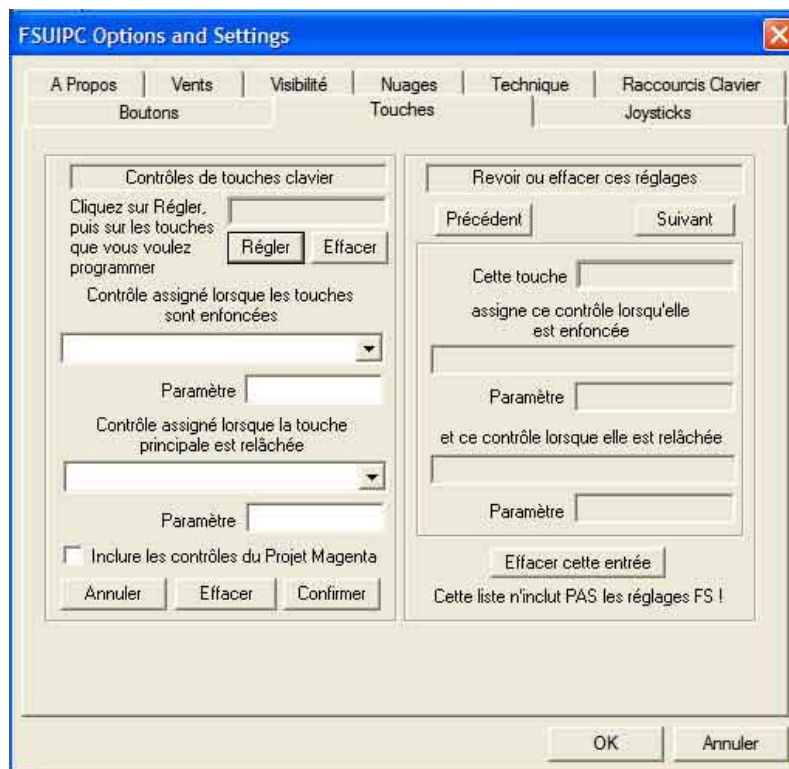 FSUIPC Options and Settings
A Propos
Vents
Visibilité
Nuages
Technique
Raccourcis Clavier
Boutons
Touches
Joysticks
Contrôles de touches clavier
Cliquez sur Régler,
puis sur les touches
que vous voulez
programmer
Régler
Effacer
Contrôle assigné lorsque les touches
sont enfoncées
Paramètre
Contrôle assigné lorsque la touche
principale est relâchée
Paramètre
Inclure les contrôles du Projet Magenta
Annuler
Effacer
Confirmer
Revoir ou effacer ces réglages
Précédent
Suivant
Cette touche
assigne ce contrôle lorsqu'elle
est enfoncée
Paramètre
et ce contrôle lorsque elle est relâchée
Paramètre
Effacer cette entrée
Cette liste n'inclut PAS les réglages FS !
OK
Annuler